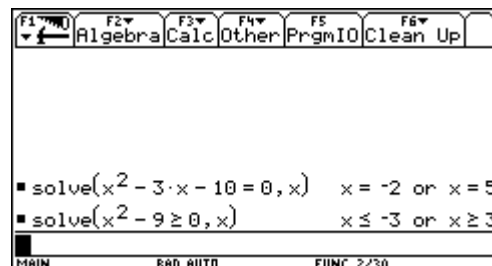 F1 F2 Algebra F3 Calc F4 Other F5 PrgmIO F6 Clean Up
solve(x² - 3·x - 10 = 0, x) x = ⁻2 or x = 5
solve(x² - 9 ≥ 0, x) x ≤ ⁻3 or x ≥ 3
MAIN RAD AUTO FUNC 2/30